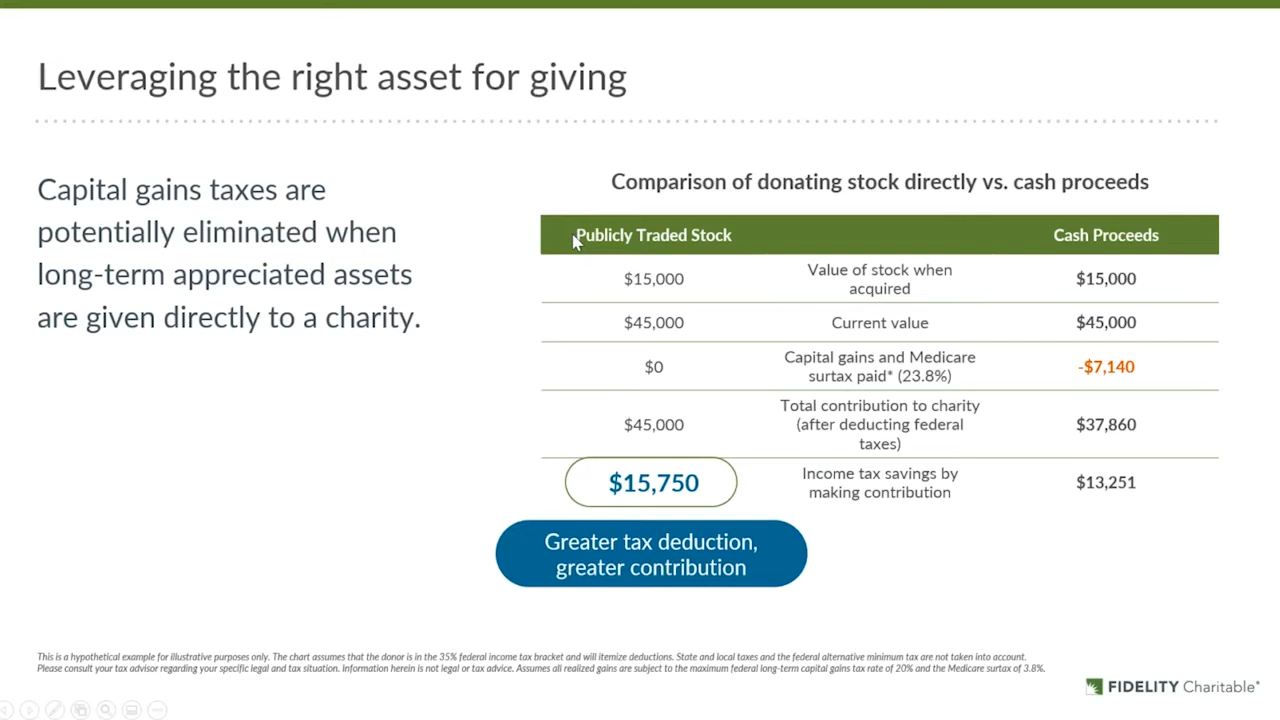 Leveraging the right asset for giving
Capital gains taxes are
potentially eliminated when
long-term appreciated assets
are given directly to a charity.
Comparison of donating stock directly vs. cash proceeds
Publicly Traded Stock Cash Proceeds
$15,000 Value of stock when acquired $15,000
$45,000 Current value $45,000
$0 Capital gains and Medicare surtax paid* (23.8%) -$7,140
$45,000 Total contribution to charity (after deducting federal taxes) $37,860
$15,750 Income tax savings by making contribution $13,251
Greater tax deduction,
greater contribution
This is a hypothetical example for illustrative purposes only. The chart assumes that the donor is in the 35% federal income tax bracket and will itemize deductions. State and local taxes and the federal alternative minimum tax are not taken into account.
Please consult your tax advisor regarding your specific legal and tax situation. Information herein is not legal or tax advice. Assumes all realized gains are subject to the maximum federal long-term capital gains tax rate of 20% and the Medicare surtax of 3.8%.
FIDELITY Charitable®